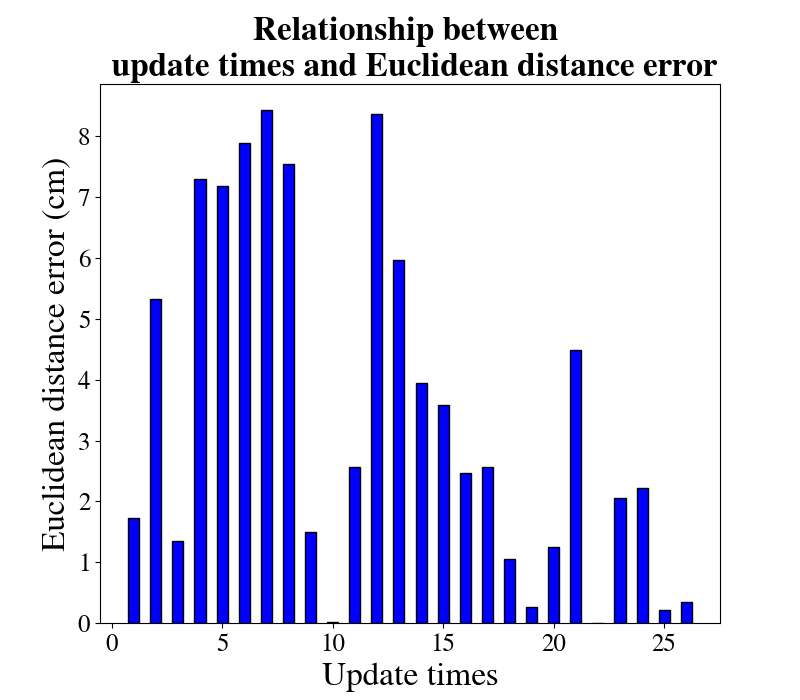 Relationship between
update times and Euclidean distance error
Euclidean distance error (cm)
8
7
6
5
4
3
2
1
0
0 5 10 15 20 25
Update times